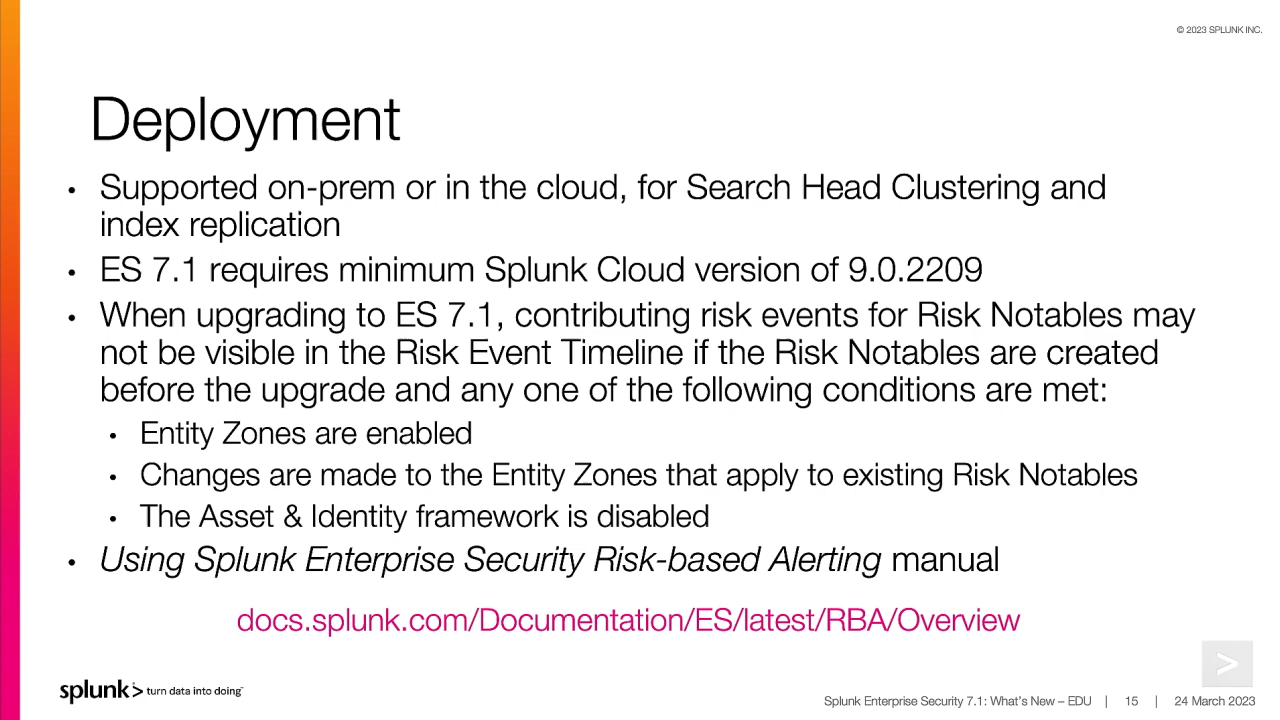 © 2023 SPLUNK INC.
Deployment
• Supported on-prem or in the cloud, for Search Head Clustering and
index replication
• ES 7.1 requires minimum Splunk Cloud version of 9.0.2209
• When upgrading to ES 7.1, contributing risk events for Risk Notables may
not be visible in the Risk Event Timeline if the Risk Notables are created
before the upgrade and any one of the following conditions are met:
• Entity Zones are enabled
• Changes are made to the Entity Zones that apply to existing Risk Notables
• The Asset & Identity framework is disabled
• Using Splunk Enterprise Security Risk-based Alerting manual
docs.splunk.com/Documentation/ES/latest/RBA/Overview
splunk> turn data into doing™
Splunk Enterprise Security 7.1: What's New – EDU | 15 | 24 March 2023